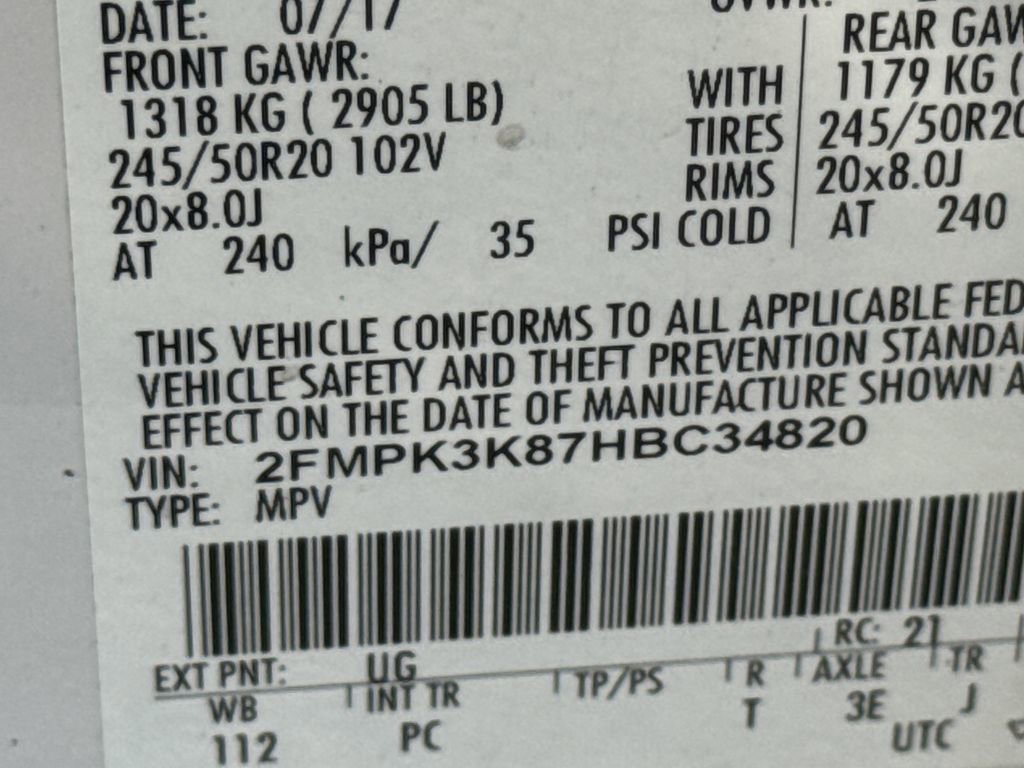 DATE: 07/17
FRONT GAWR: REAR GAW
1318 KG ( 2905 LB) WITH 1179 KG (
245/50R20 102V TIRES 245/50R20
20x8.0J RIMS 20x8.0J
AT 240 kPa/ 35 PSI COLD AT 240
THIS VEHICLE CONFORMS TO ALL APPLICABLE FED
VEHICLE SAFETY AND THEFT PREVENTION STANDA
EFFECT ON THE DATE OF MANUFACTURE SHOWN A
VIN: 2FMPK3K87HBC34820
TYPE: MPV
EXT PNT: UG RC: 21
WB INT TR TP/PS R AXLE TR
112 PC T 3E J
UTC